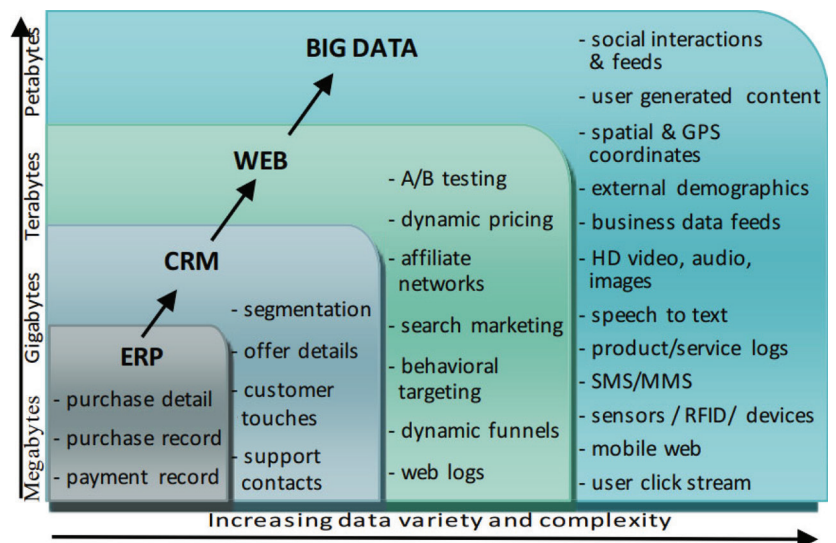 Petabytes
Terabytes
Gigabytes
Megabytes
BIG DATA
WEB
CRM
ERP
- purchase detail
- purchase record
- payment record
- segmentation
- offer details
- customer
touches
- support
contacts
- A/B testing
- dynamic pricing
- affiliate
networks
- search marketing
- behavioral
targeting
- dynamic funnels
- web logs
- social interactions
& feeds
- user generated content
- spatial & GPS
coordinates
- external demographics
- business data feeds
- HD video, audio,
images
- speech to text
- product/service logs
- SMS/MMS
- sensors / RFID/ devices
- mobile web
- user click stream
Increasing data variety and complexity